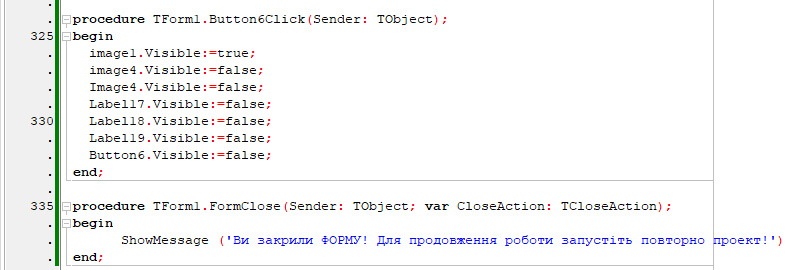 procedure TForm1.Button6Click(Sender: TObject);
325 begin
image1.Visible:=true;
image4.Visible:=false;
Image4.Visible:=false;
Label17.Visible:=false;
330 Label18.Visible:=false;
Label19.Visible:=false;
Button6.Visible:=false;
end;
335 procedure TForm1.FormClose(Sender: TObject; var CloseAction: TCloseAction);
begin
ShowMessage ('Ви закрили ФОРМУ! Для продовження роботи запустіть повторно проект!')
end;